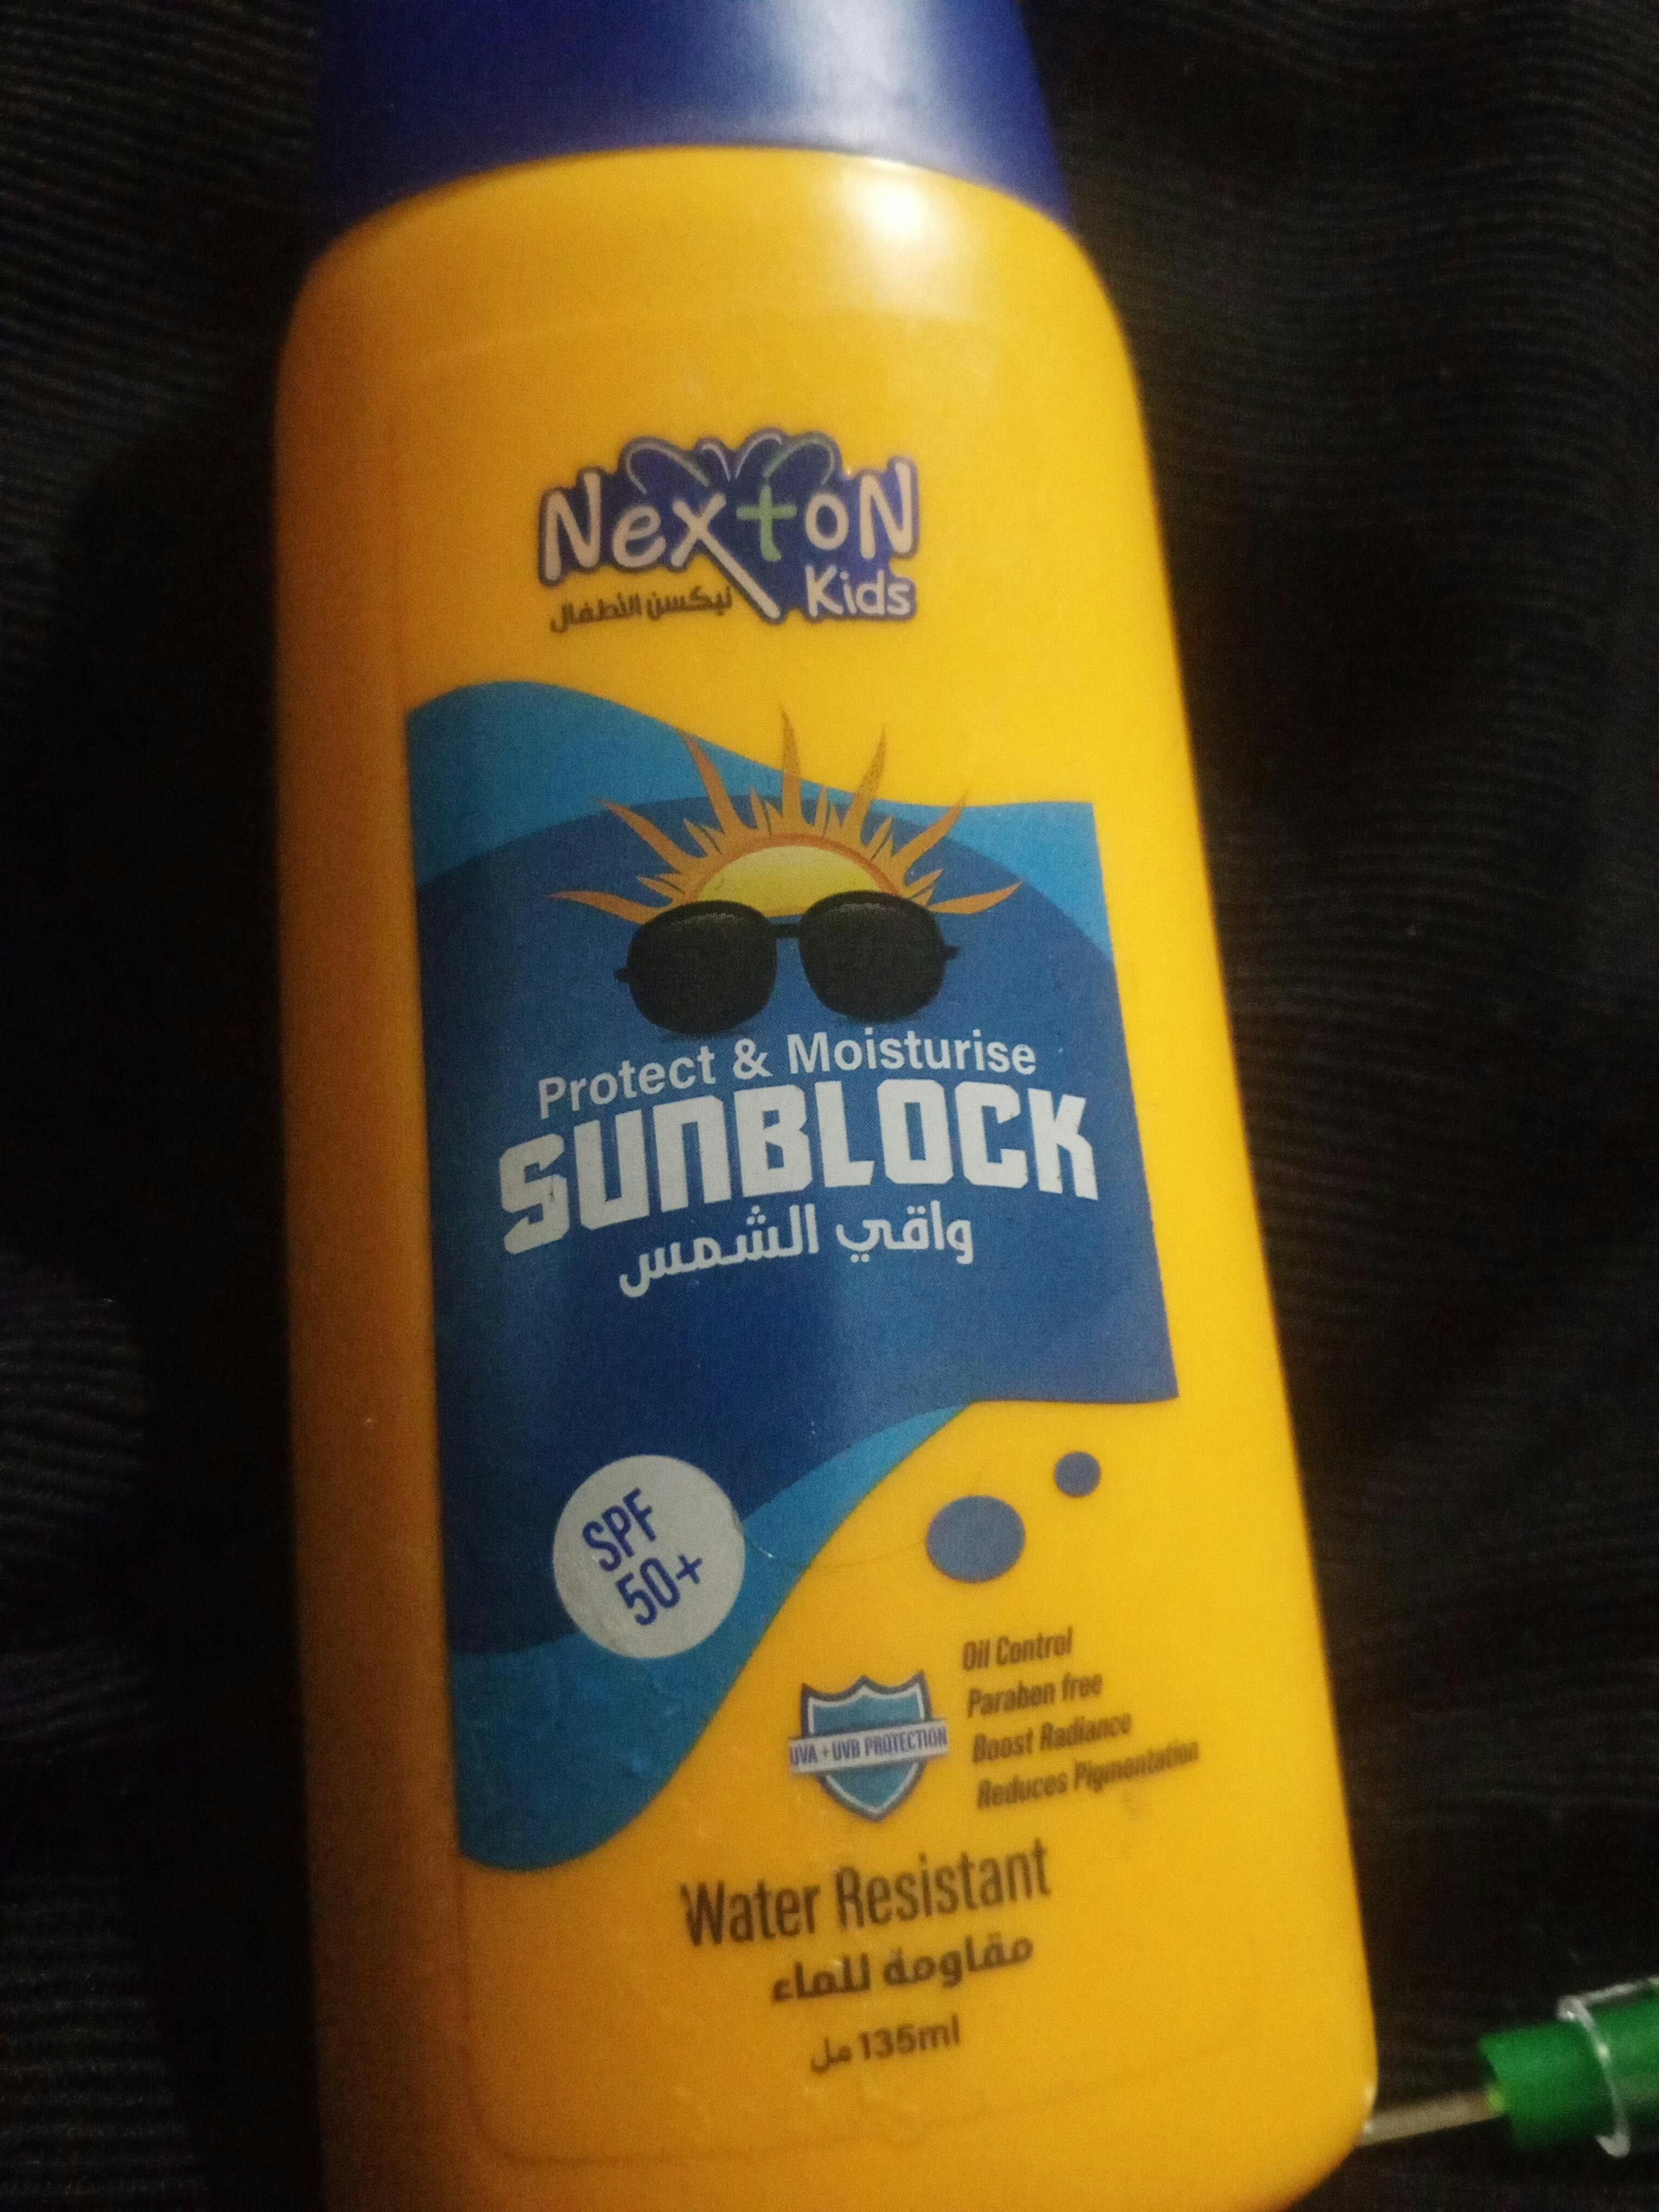 NextoN
Kids
نيكسن الأطفال
Protect & Moisturise
SUNBLOCK
واقي الشمس
SPF
50+
UVA + UVB PROTECTION
Oil Control
Paraben free
Boost Radiance
Reduces Pigmentation
Water Resistant
مقاومة للماء
135ml مل